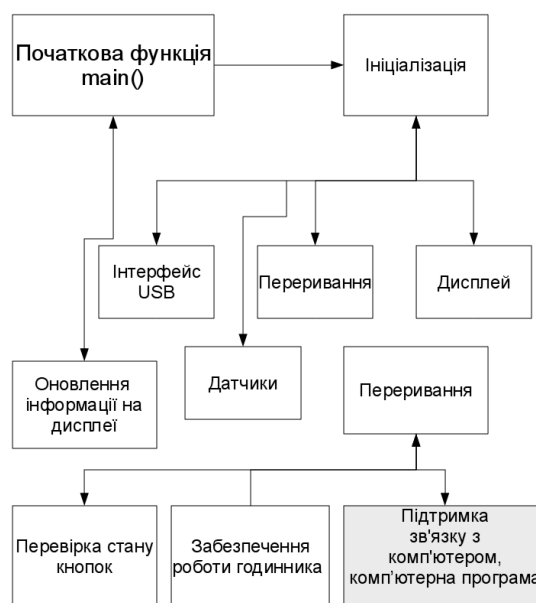 Початкова функція
main()
Ініціалізація
Інтерфейс
USB
Переривання
Дисплей
Оновлення
інформації на
дисплеї
Датчики
Переривання
Перевірка стану
кнопок
Забезпечення
роботи годинника
Підтримка
зв'язку з
комп'ютером,
комп’ютерна програма